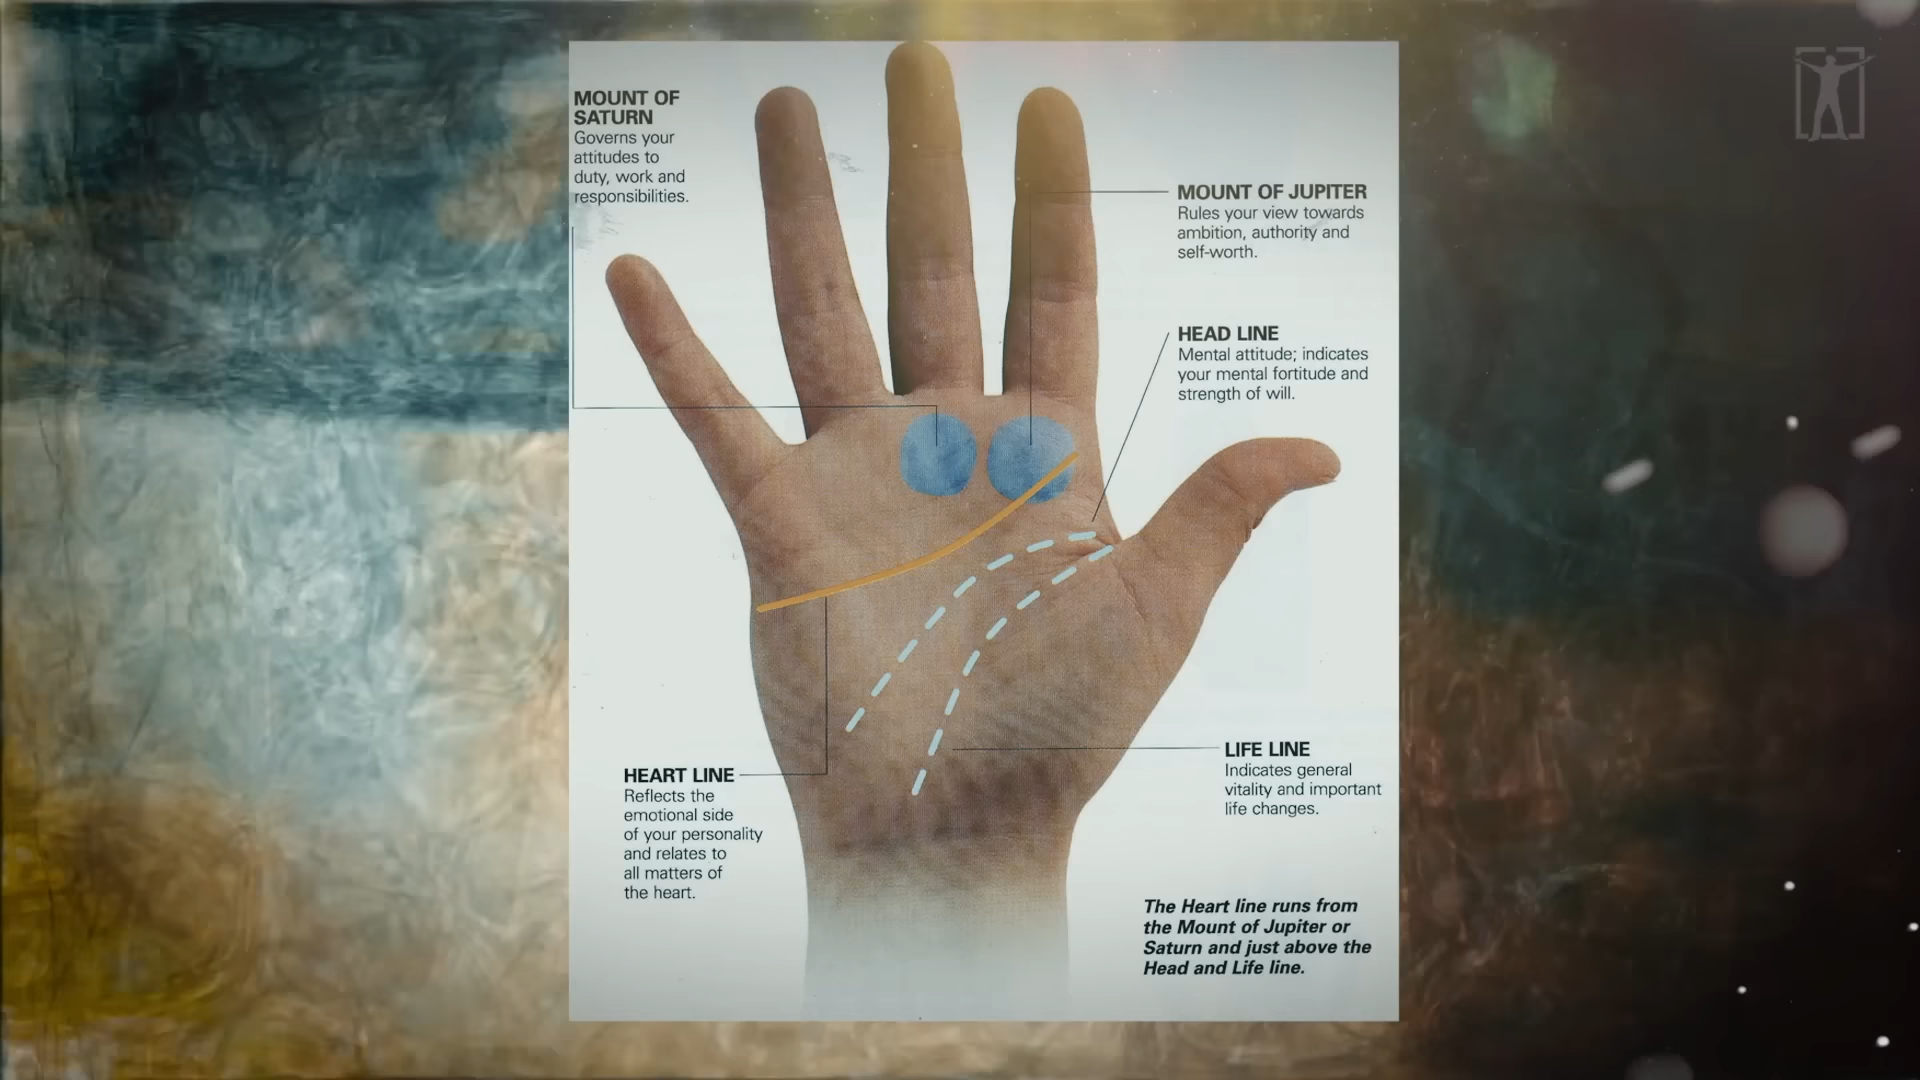 MOUNT OF
SATURN
Governs your
attitudes to
duty, work and
responsibilities.
MOUNT OF JUPITER
Rules your view towards
ambition, authority and
self-worth.
HEAD LINE
Mental attitude; indicates
your mental fortitude and
strength of will.
HEART LINE
Reflects the
emotional side
of your personality
and relates to
all matters of
the heart.
LIFE LINE
Indicates general
vitality and important
life changes.
The Heart line runs from
the Mount of Jupiter or
Saturn and just above the
Head and Life line.